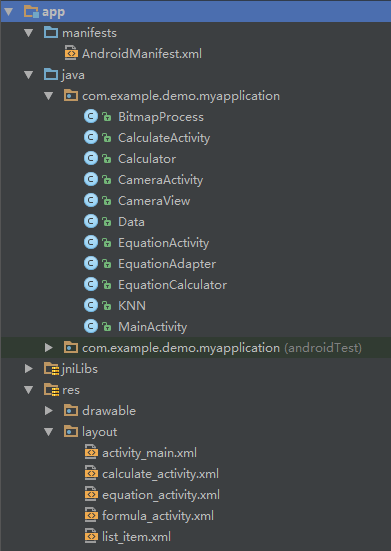 app
manifests
AndroidManifest.xml
java
com.example.demo.myapplication
BitmapProcess
CalculateActivity
Calculator
CameraActivity
CameraView
Data
EquationActivity
EquationAdapter
EquationCalculator
KNN
MainActivity
com.example.demo.myapplication (androidTest)
jniLibs
res
drawable
layout
activity_main.xml
calculate_activity.xml
equation_activity.xml
formula_activity.xml
list_item.xml